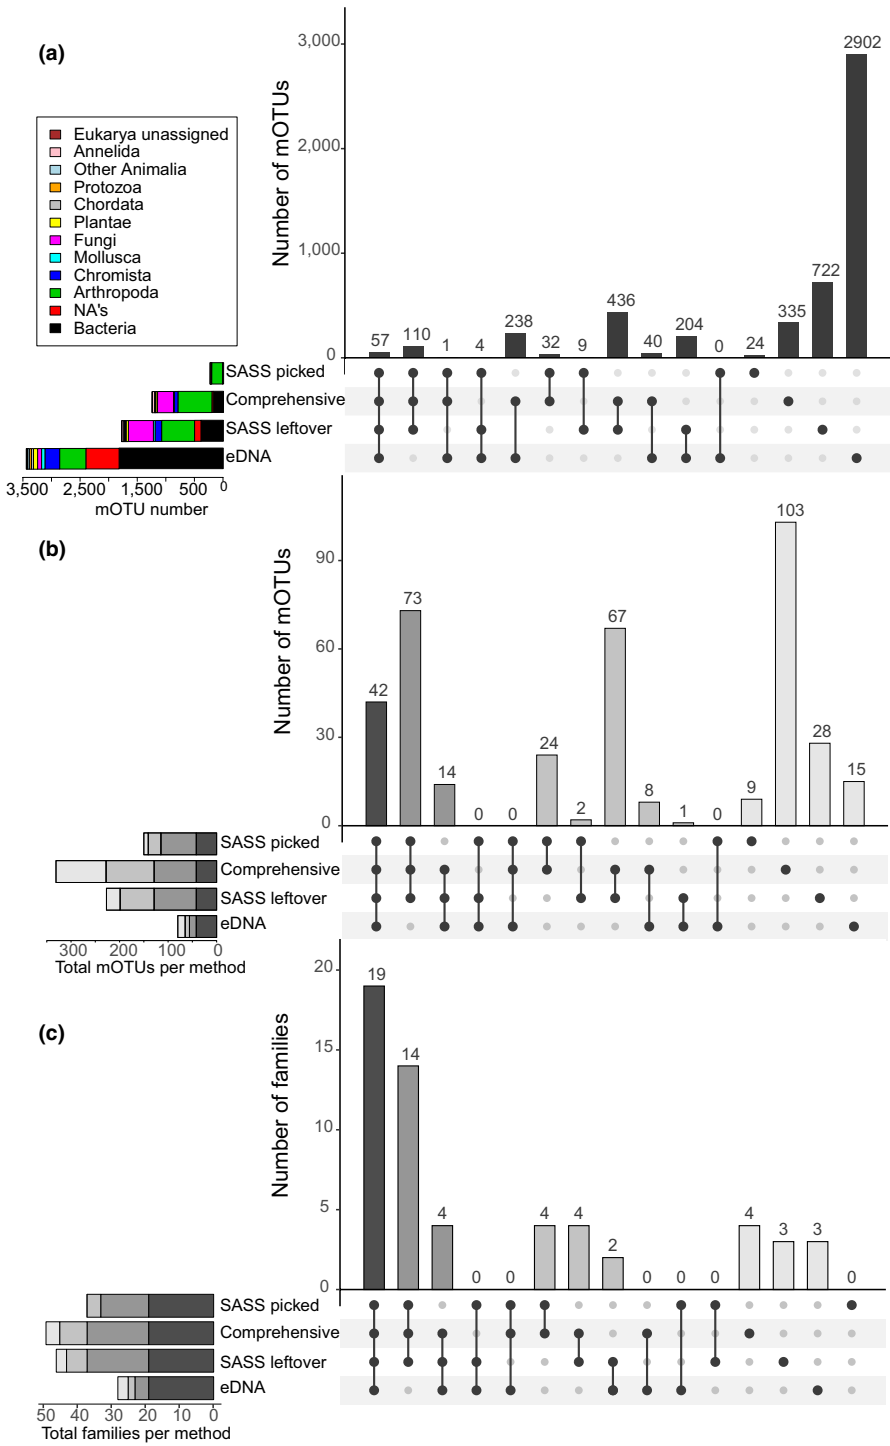 (a)
Eukarya unassigned
Annelida
Other Animalia
Protozoa
Chordata
Plantae
Fungi
Mollusca
Chromista
Arthropoda
NA's
Bacteria
Number of mOTUs
3,000
2,000
1,000
0
57
110
1
4
238
32
9
436
40
204
0
24
335
722
2902
SASS picked
Comprehensive
SASS leftover
eDNA
3,500
2,500
1,500
500
0
mOTU number
(b)
Number of mOTUs
90
60
30
0
42
73
14
0
0
24
2
67
8
1
0
9
103
28
15
SASS picked
Comprehensive
SASS leftover
eDNA
300
200
100
0
Total mOTUs per method
(c)
Number of families
20
15
10
5
0
19
14
4
0
0
4
4
2
0
0
0
4
3
3
0
SASS picked
Comprehensive
SASS leftover
eDNA
50
40
30
20
10
0
Total families per method